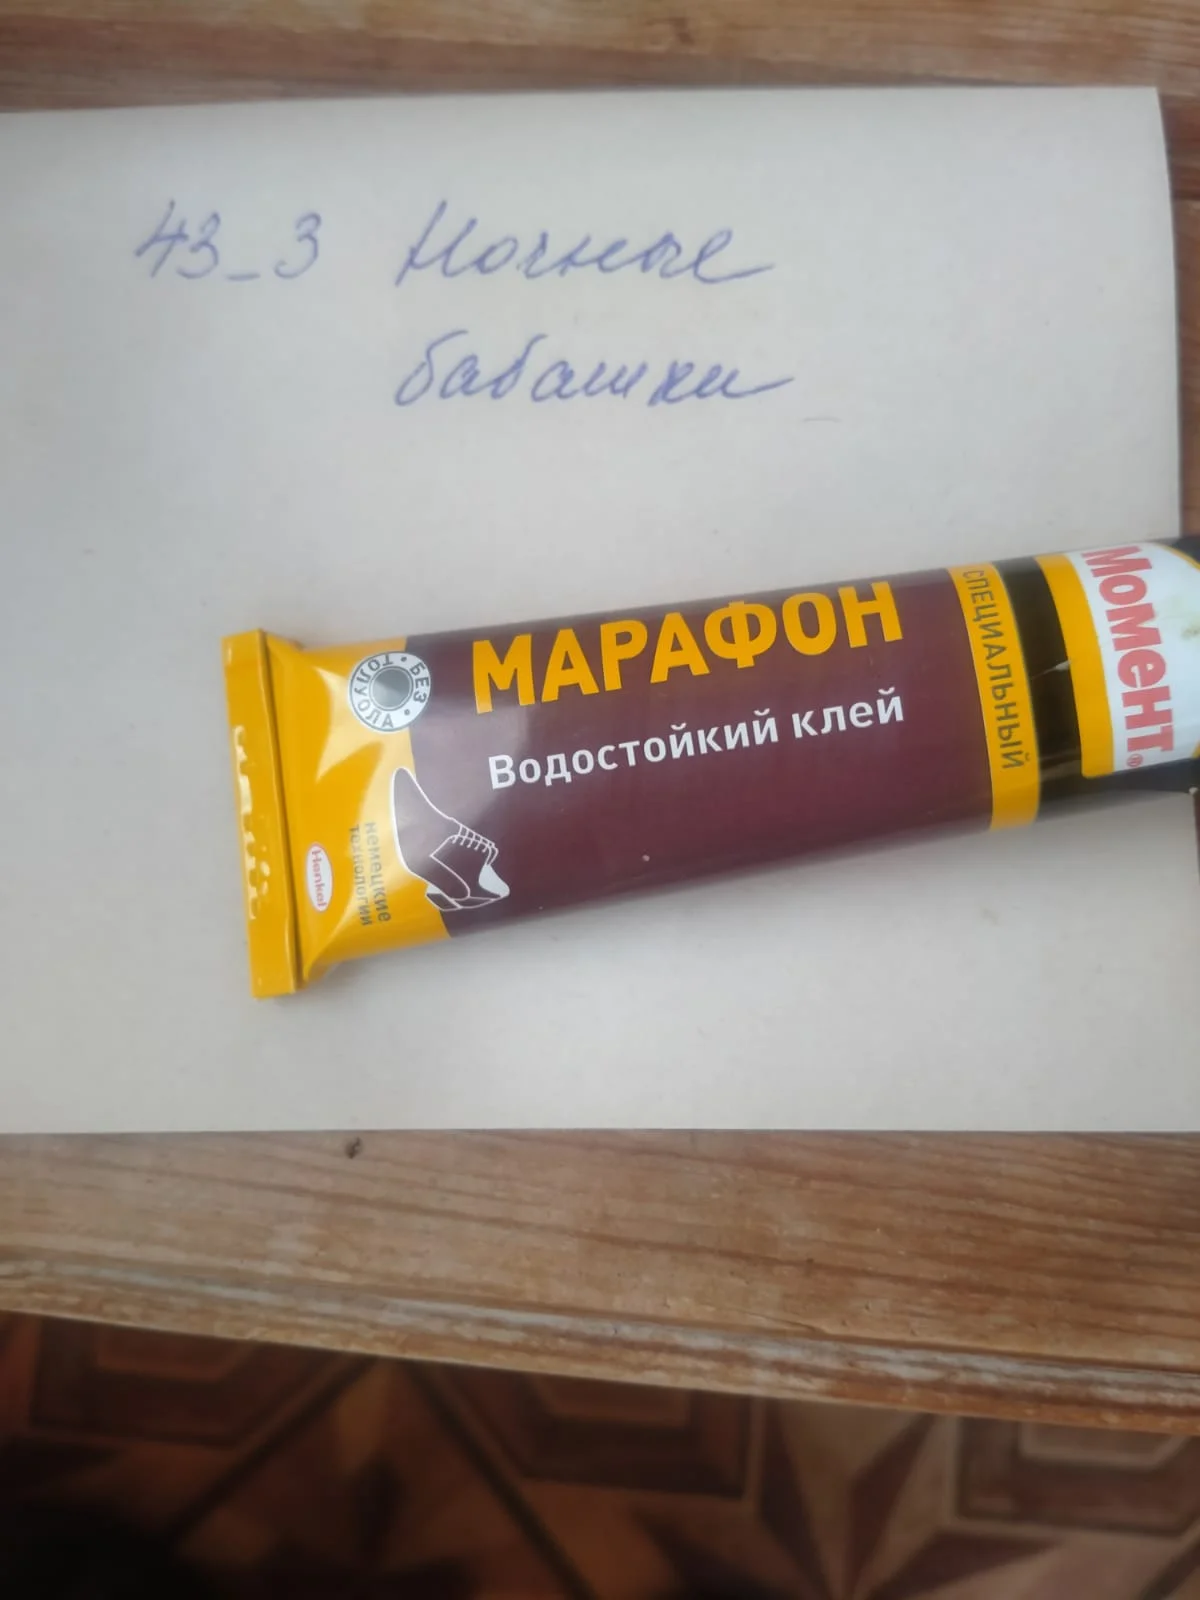 43_3 Ночные
бабашки
МАРАФОН
Водостойкий клей
СПЕЦИАЛЬНЫЙ
Момент®
БЕЗ • ТОЛУОЛА •
немецкие
технологии
Henkel